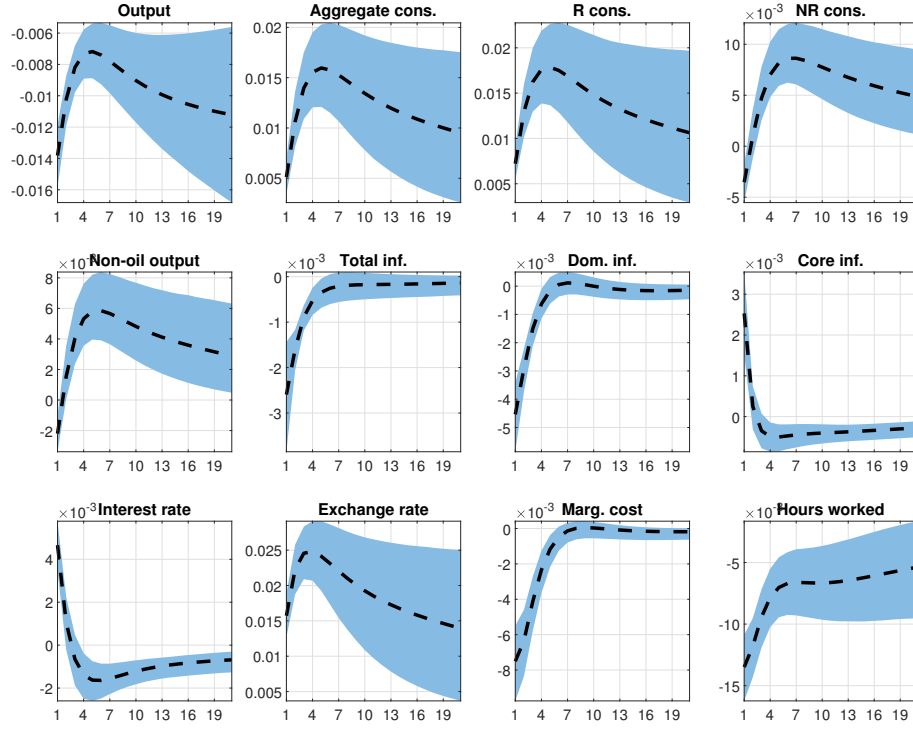 Output Aggregate cons. R cons. NR cons.
×10⁻³
-0.006 -0.008 -0.01 -0.012 -0.014 -0.016
0.02 0.015 0.01 0.005
0.02 0.015 0.01 0.005
10 5 0 -5
1 4 7 10 13 16 19 1 4 7 10 13 16 19 1 4 7 10 13 16 19 1 4 7 10 13 16 19
Non-oil output Total inf. Dom. inf. Core inf.
×10 ×10⁻³ ×10⁻³ ×10⁻³
8 6 4 2 0 -2
0 -1 -2 -3
0 -1 -2 -3 -4 -5
3 2 1 0
1 4 7 10 13 16 19 1 4 7 10 13 16 19 1 4 7 10 13 16 19 1 4 7 10 13 16 19
Interest rate Exchange rate Marg. cost Hours worked
×10⁻³ ×10⁻³ ×10
4 2 0 -2
0.025 0.02 0.015 0.01 0.005
0 -2 -4 -6 -8
-5 -10 -15
1 4 7 10 13 16 19 1 4 7 10 13 16 19 1 4 7 10 13 16 19 1 4 7 10 13 16 19